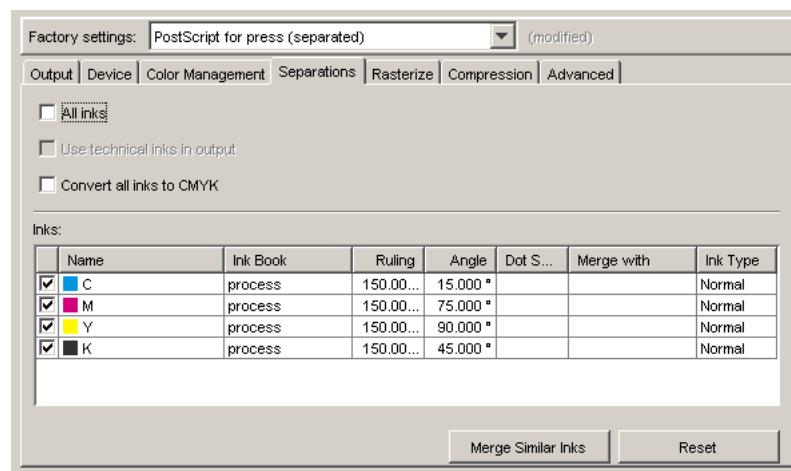 Factory settings: PostScript for press (separated) (modified)
Output Device Color Management Separations Rasterize Compression Advanced
All inks
Use technical inks in output
Convert all inks to CMYK
Inks:
Name Ink Book Ruling Angle Dot S... Merge with Ink Type
C process 150.00... 15.000 ° Normal
M process 150.00... 75.000 ° Normal
Y process 150.00... 90.000 ° Normal
K process 150.00... 45.000 ° Normal
Merge Similar Inks Reset